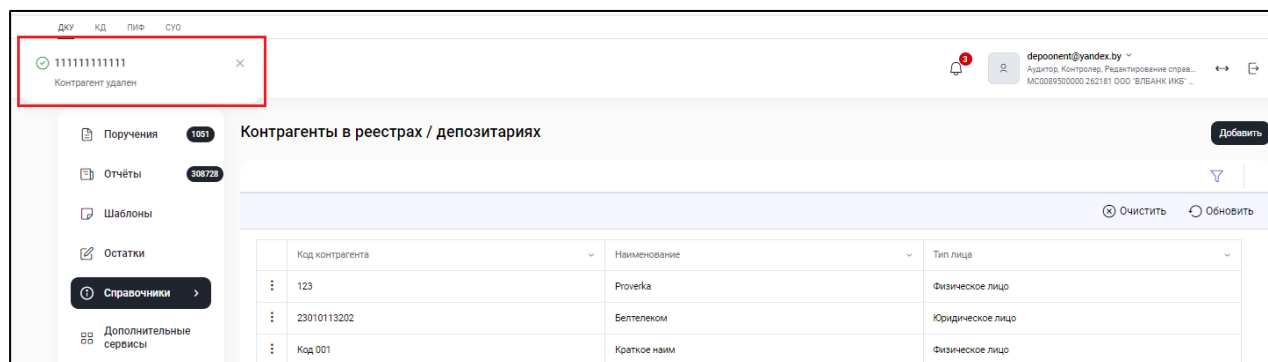 ДКУ КД ПИФ СУО
111111111111
Контрагент удален
3
depoonent@yandex.by
Аудитор, Контролер, Редактирование справ...
MC0089500000 262181 ООО "ВЛБАНК ИКБ" ...
Поручения 1051
Контрагенты в реестрах / депозитариях
Добавить
Отчёты 308728
Шаблоны
Очистить Обновить
Остатки
Код контрагента Наименование Тип лица
Справочники
123 Proverka Физическое лицо
23010113202 Белтелеком Юридическое лицо
Дополнительные
сервисы
Код 001 Краткое наим Физическое лицо